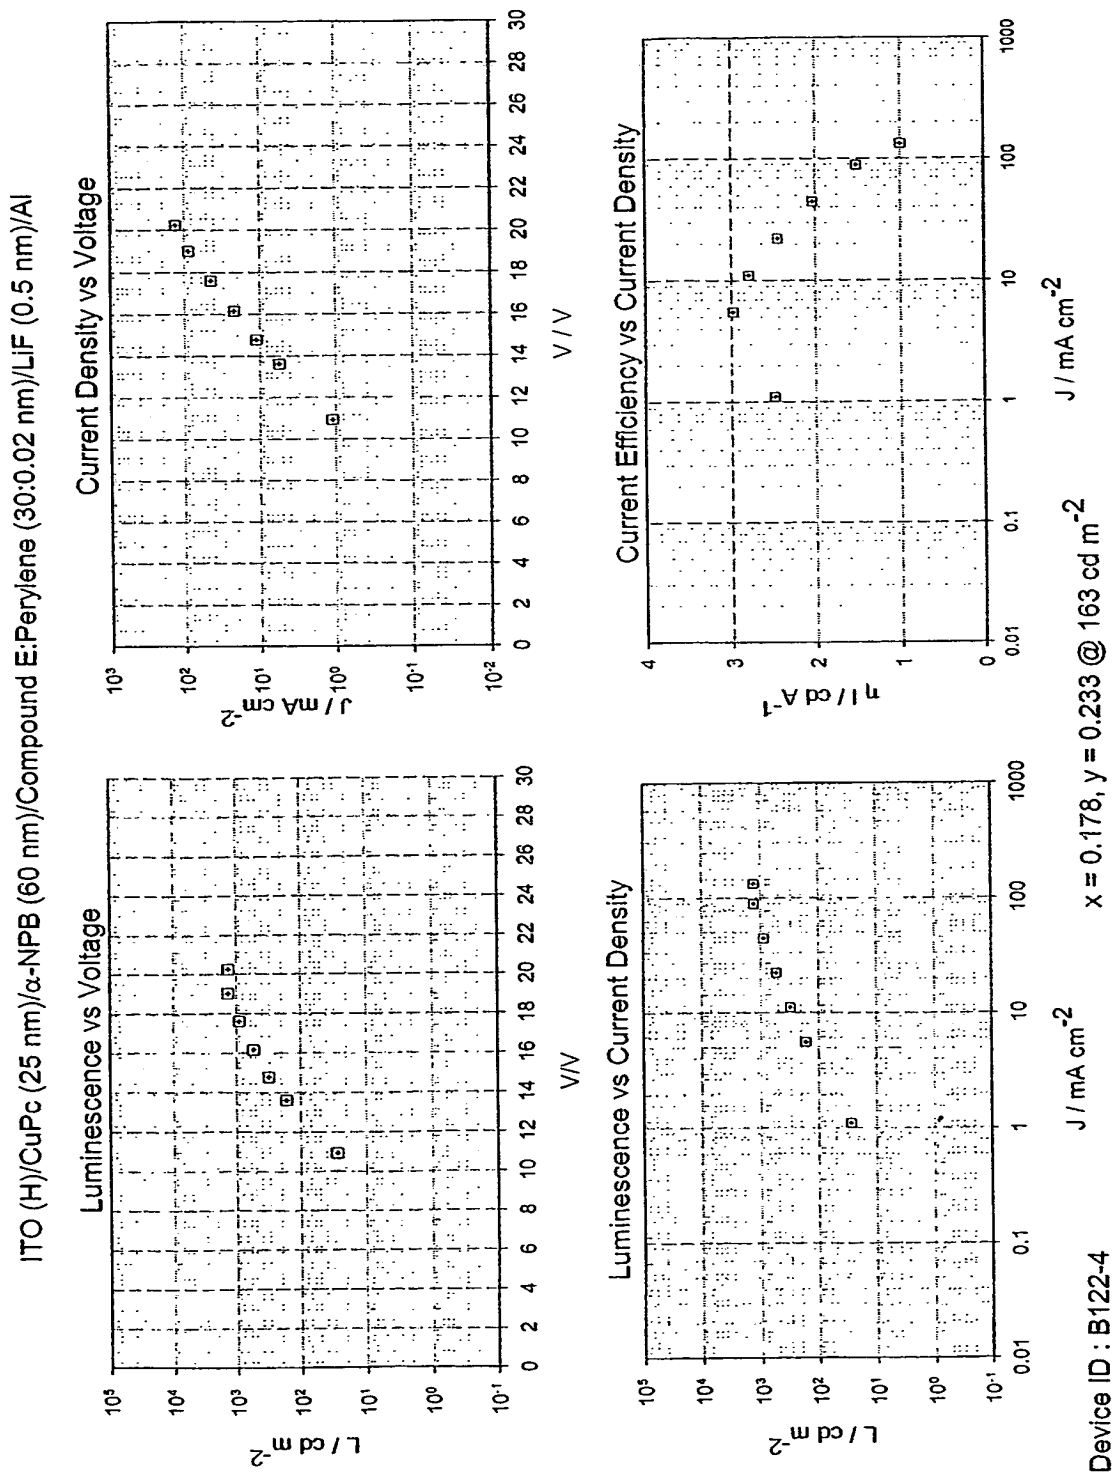 ITO (H)/CuPc (25 nm)/α-NPB (60 nm)/Compound E:Perylene (30:0.02 nm)/LiF (0.5 nm)/Al
Luminescence vs Voltage
L / cd m⁻²
10⁵
10⁴
10³
10²
10¹
10⁰
10⁻¹
0 2 4 6 8 10 12 14 16 18 20 22 24 26 28 30
V/V
Current Density vs Voltage
J / mA cm⁻²
10³
10²
10¹
10⁰
10⁻¹
10⁻²
0 2 4 6 8 10 12 14 16 18 20 22 24 26 28 30
V / V
Luminescence vs Current Density
L / cd m⁻²
10⁵
10⁴
10³
10²
10¹
10⁰
10⁻¹
0.01 0.1 1 10 100 1000
J / mA cm⁻²
Current Efficiency vs Current Density
η I / cd A⁻¹
4
3
2
1
0
0.01 0.1 1 10 100 1000
J / mA cm⁻²
Device ID : B122-4
x = 0.178, y = 0.233 @ 163 cd m⁻²